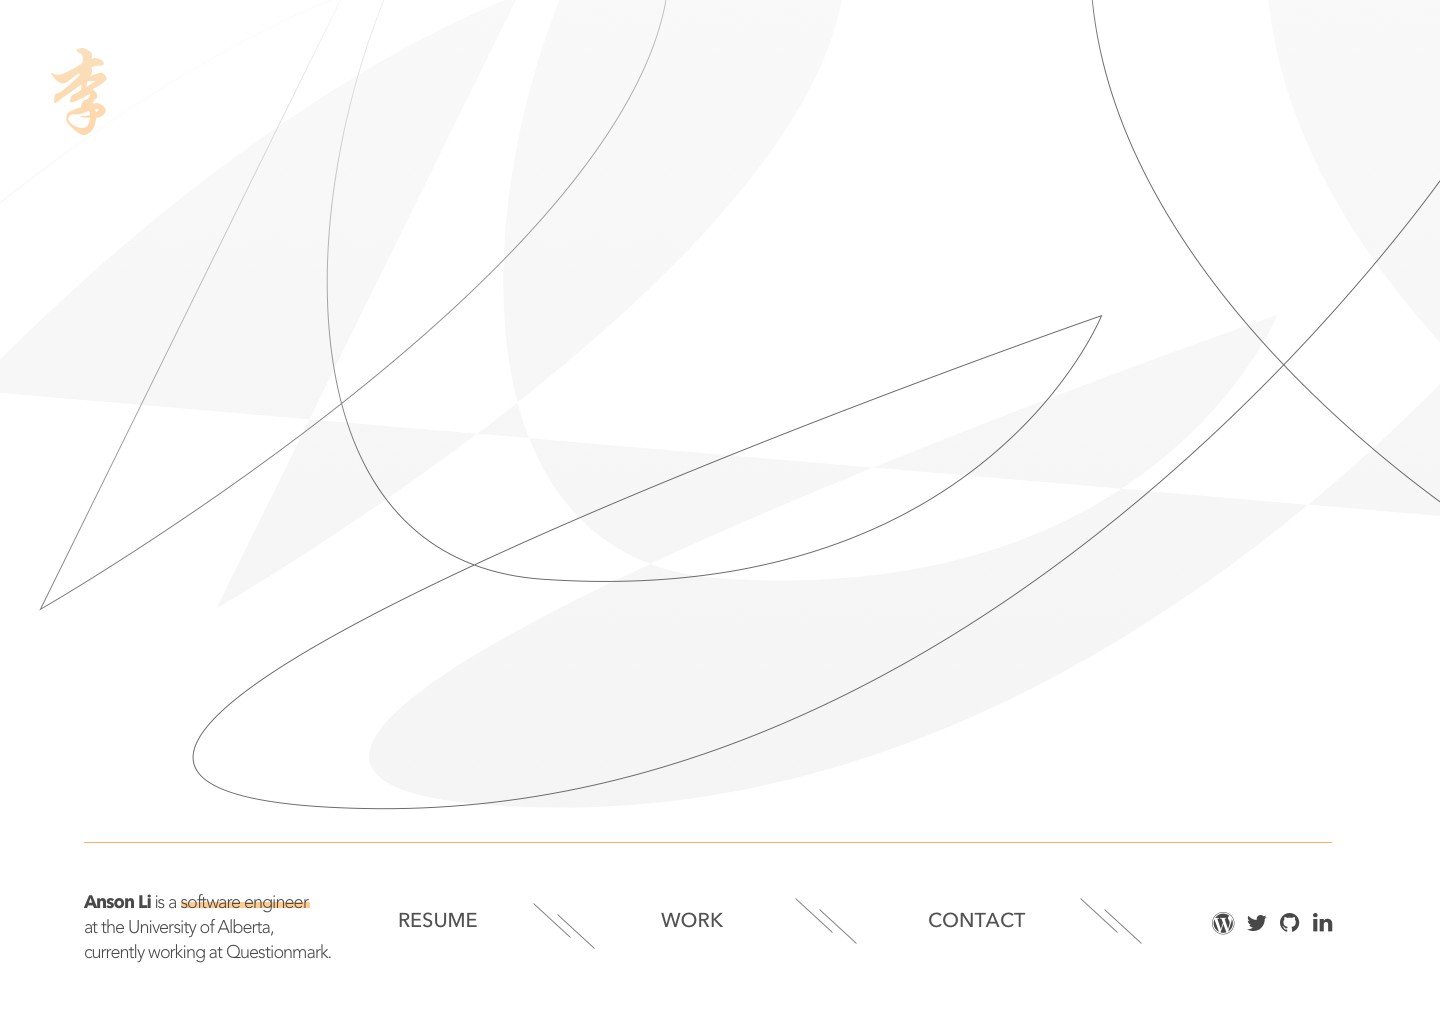 李
Anson Li is a software engineer
at the University of Alberta,
currently working at Questionmark.
RESUME
WORK
CONTACT